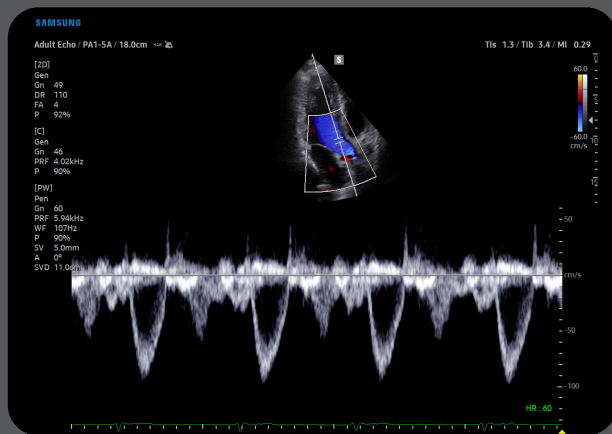 SAMSUNG
Adult Echo / PA1-5A / 18.0cm
TIs 1.3 / TIb 3.4 / MI 0.29
[2D]
Gen
Gn 49
DR 110
FA 4
P 92%
[C]
Gen
Gn 46
PRF 4.02kHz
P 90%
[PW]
Pen
Gn 60
PRF 5.94kHz
WF 107Hz
P 90%
SV 5.0mm
A 0°
SVD 11.0cm
S
60.0
-60.0
cm/s
10
12
50
cm/s
-50
-100
HR : 60